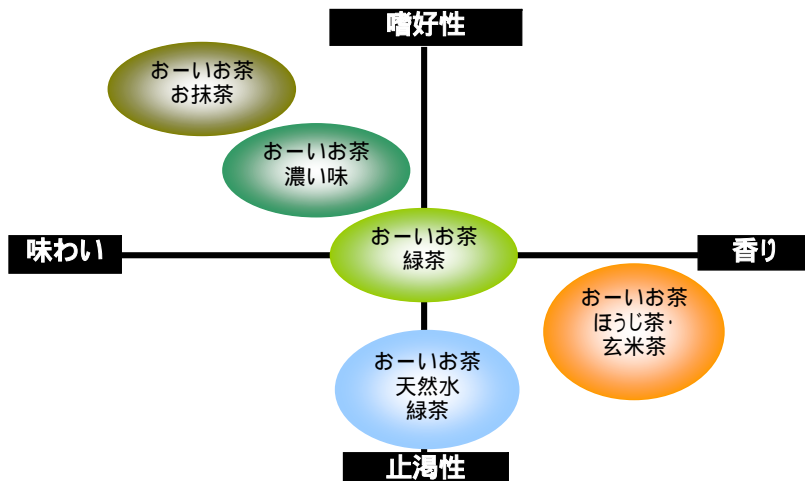 嗜好性
おーいお茶
お抹茶
おーいお茶
濃い味
味わい
おーいお茶
緑茶
香り
おーいお茶
ほうじ茶・
玄米茶
おーいお茶
天然水
緑茶
止渇性